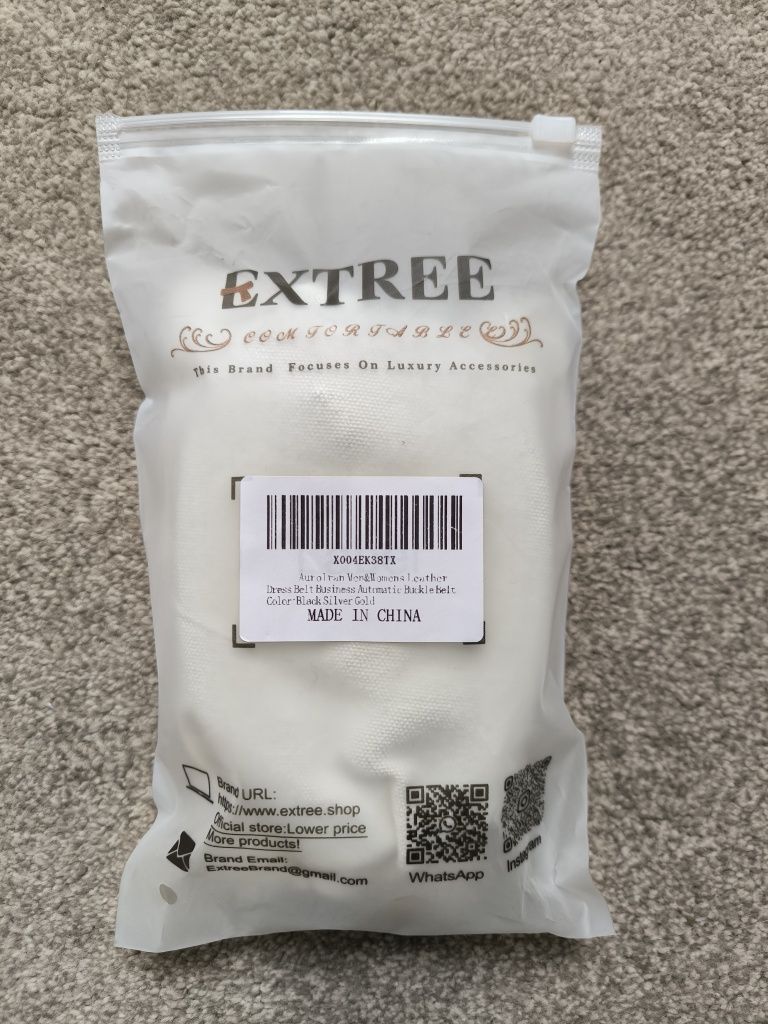 EXTREE
COMFORTABLE
This Brand Focuses On Luxury Accessories
X004EK38TX
Aurolran Men&Womens Leather
Dress Belt Business Automatic Buckle Belt
Color:Black Silver Gold
MADE IN CHINA
Brand URL:
https://www.extree.shop
Official store:Lower price
More products!
Brand Email:
ExtreeBrand@gmail.com
WhatsApp
Instagram